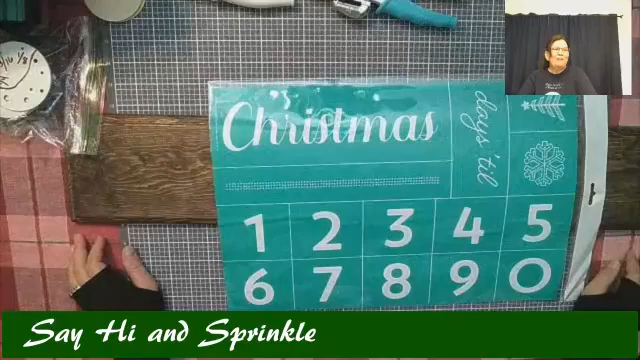 Christmas
days 'til
1 2 3 4 5
6 7 8 9 0
Say Hi and Sprinkle